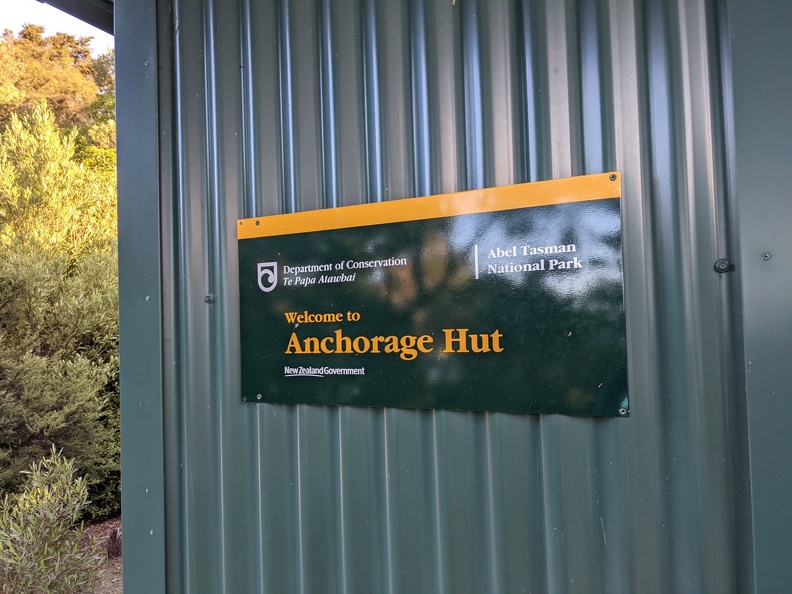 Department of Conservation
Te Papa Atawhai
Abel Tasman
National Park
Welcome to
Anchorage Hut
New Zealand Government